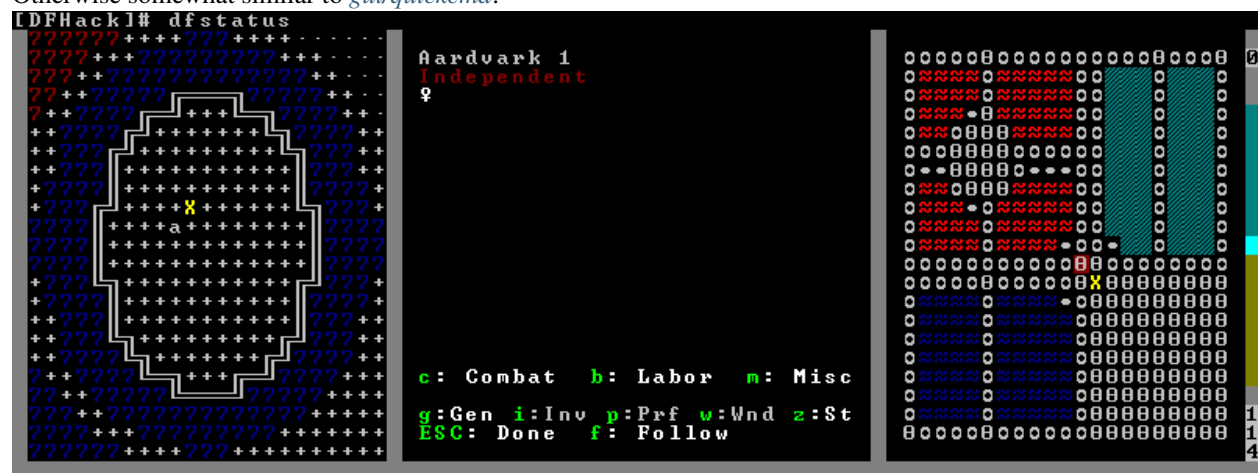 Otherwise somewhat similar to gui/quickcmd.
[DFHack]# dfstatus
Aardvark 1
Independent
♀
c: Combat b: Labor m: Misc
g:Gen i:Inv p:Prf w:Wnd z:St
ESC: Done f: Follow